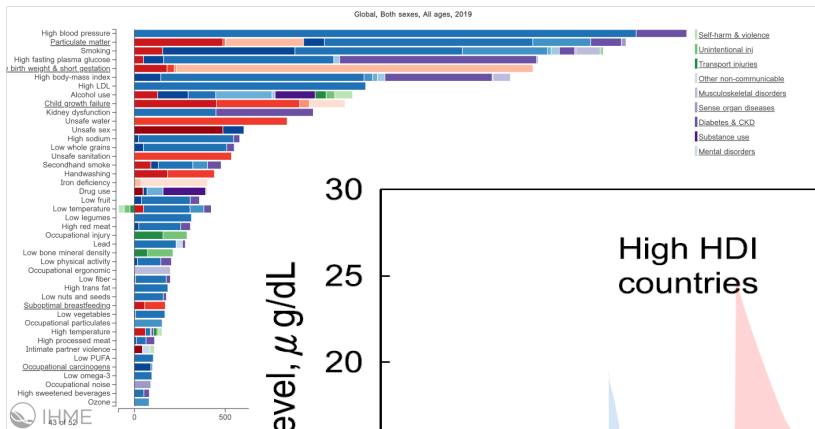 Global, Both sexes, All ages, 2019
High blood pressure
Particulate matter
Smoking
High fasting plasma glucose
birth weight & short gestation
High body-mass index
High LDL
Alcohol use
Child growth failure
Kidney dysfunction
Unsafe water
Unsafe sex
High sodium
Low whole grains
Unsafe sanitation
Secondhand smoke
Handwashing
Iron deficiency
Drug use
Low fruit
Low temperature
Low legumes
High red meat
Occupational injury
Lead
Low bone mineral density
Low physical activity
Occupational ergonomic
Low fiber
High trans fat
Low nuts and seeds
Suboptimal breastfeeding
Low vegetables
Occupational particulates
High temperature
High processed meat
Intimate partner violence
Low PUFA
Occupational carcinogens
Low omega-3
Occupational noise
High sweetened beverages
Ozone
0
500
IHME
43 of 52
Self-harm & violence
Unintentional inj
Transport injuries
Other non-communicable
Musculoskeletal disorders
Sense organ diseases
Diabetes & CKD
Substance use
Mental disorders
evel, μg/dL
30
25
20
High HDI
countries